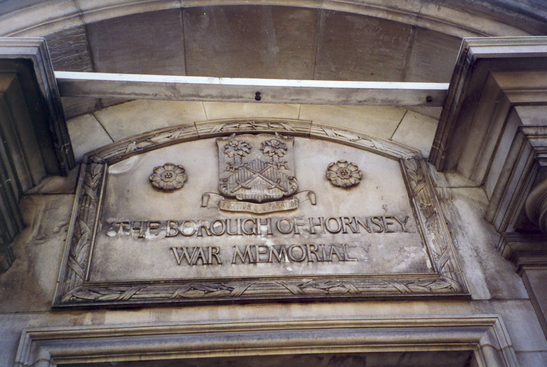 THE BOROUGH OF HORNSEY
WAR MEMORIAL